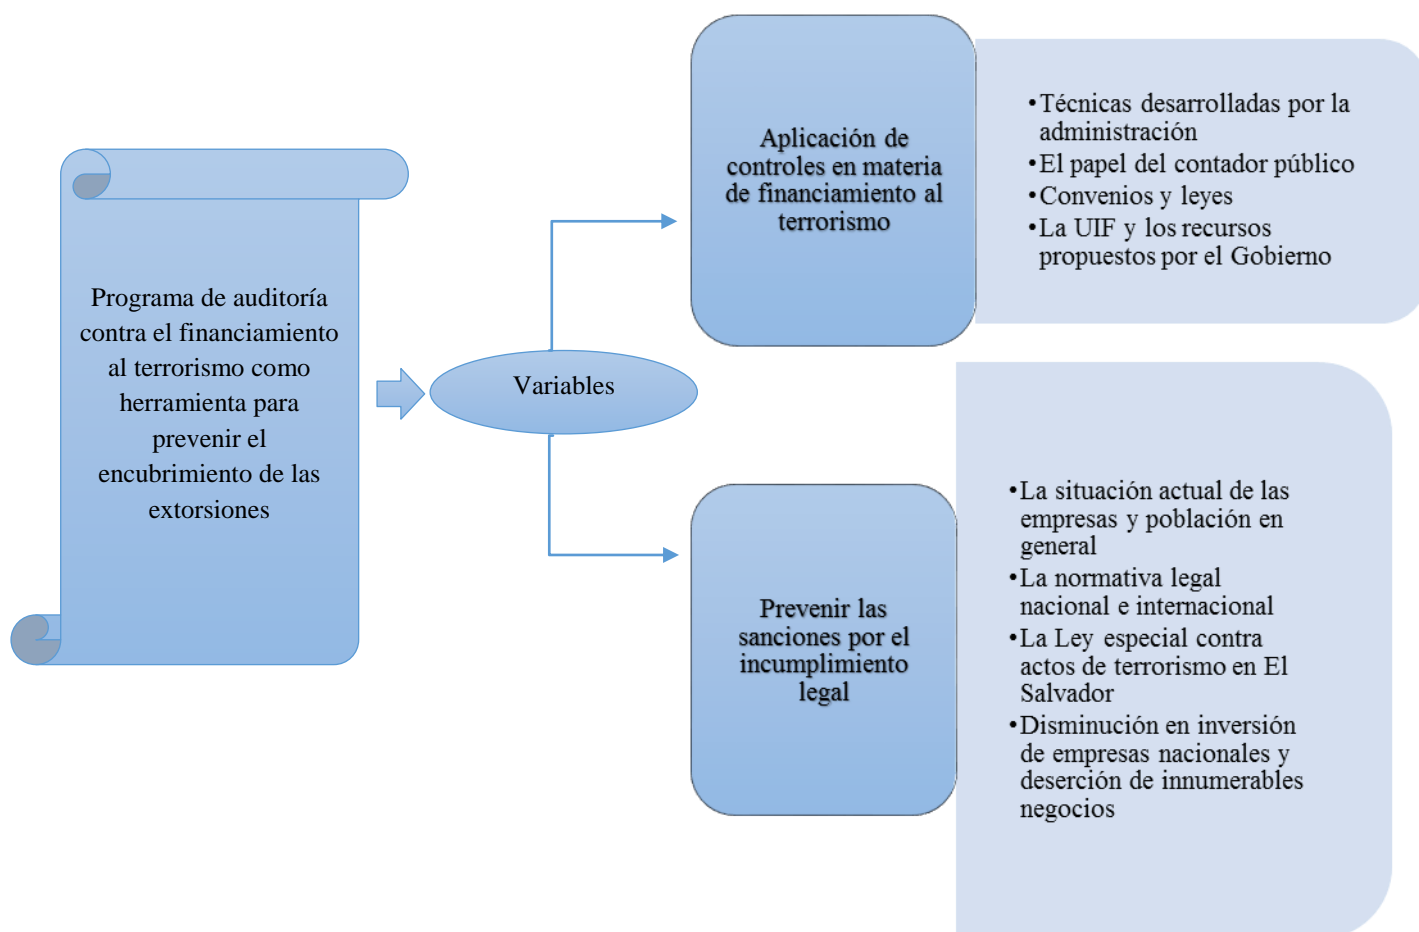 Programa de auditoría
contra el financiamiento
al terrorismo como
herramienta para
prevenir el
encubrimiento de las
extorsiones
Variables
Aplicación de
controles en materia
de financiamiento al
terrorismo
•Técnicas desarrolladas por la
administración
•El papel del contador público
•Convenios y leyes
•La UIF y los recursos
propuestos por el Gobierno
Prevenir las
sanciones por el
incumplimiento
legal
•La situación actual de las
empresas y población en
general
•La normativa legal
nacional e internacional
•La Ley especial contra
actos de terrorismo en El
Salvador
•Disminución en inversión
de empresas nacionales y
deserción de innumerables
negocios